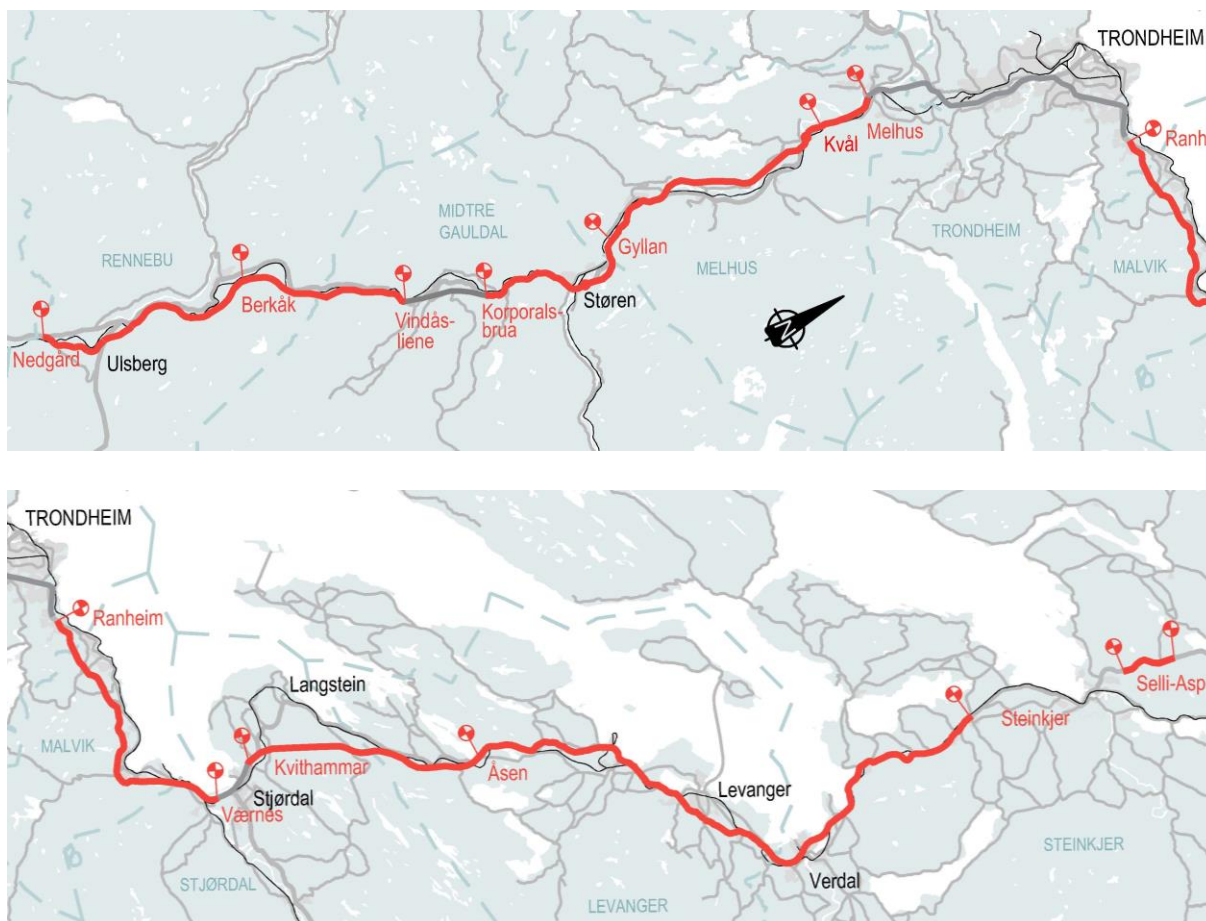 TRONDHEIM
Ranh
Melhus
Kvål
MIDTRE
GAULDAL
RENNEBU
Gyllan
TRONDHEIM
MELHUS
MALVIK
Berkåk
Støren
Vindås-
liene
Korporals-
brua
Nedgård
Ulsberg
N
TRONDHEIM
Ranheim
Langstein
Selli-Asp
Steinkjer
MALVIK
Kvithammar
Åsen
Stjørdal
Levanger
Værnes
STEINKJER
Verdal
STJØRDAL
LEVANGER